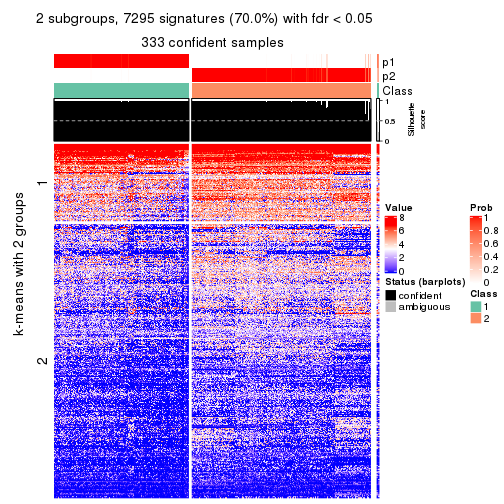 2 subgroups, 7295 signatures (70.0%) with fdr < 0.05
333 confident samples
p1
p2
Class
1
0.5
0
Silhouette
score
k-means with 2 groups
1
2
Value
8
6
4
2
0
Status (barplots)
confident
ambiguous
Prob
1
0.8
0.6
0.4
0.2
0
Class
1
2